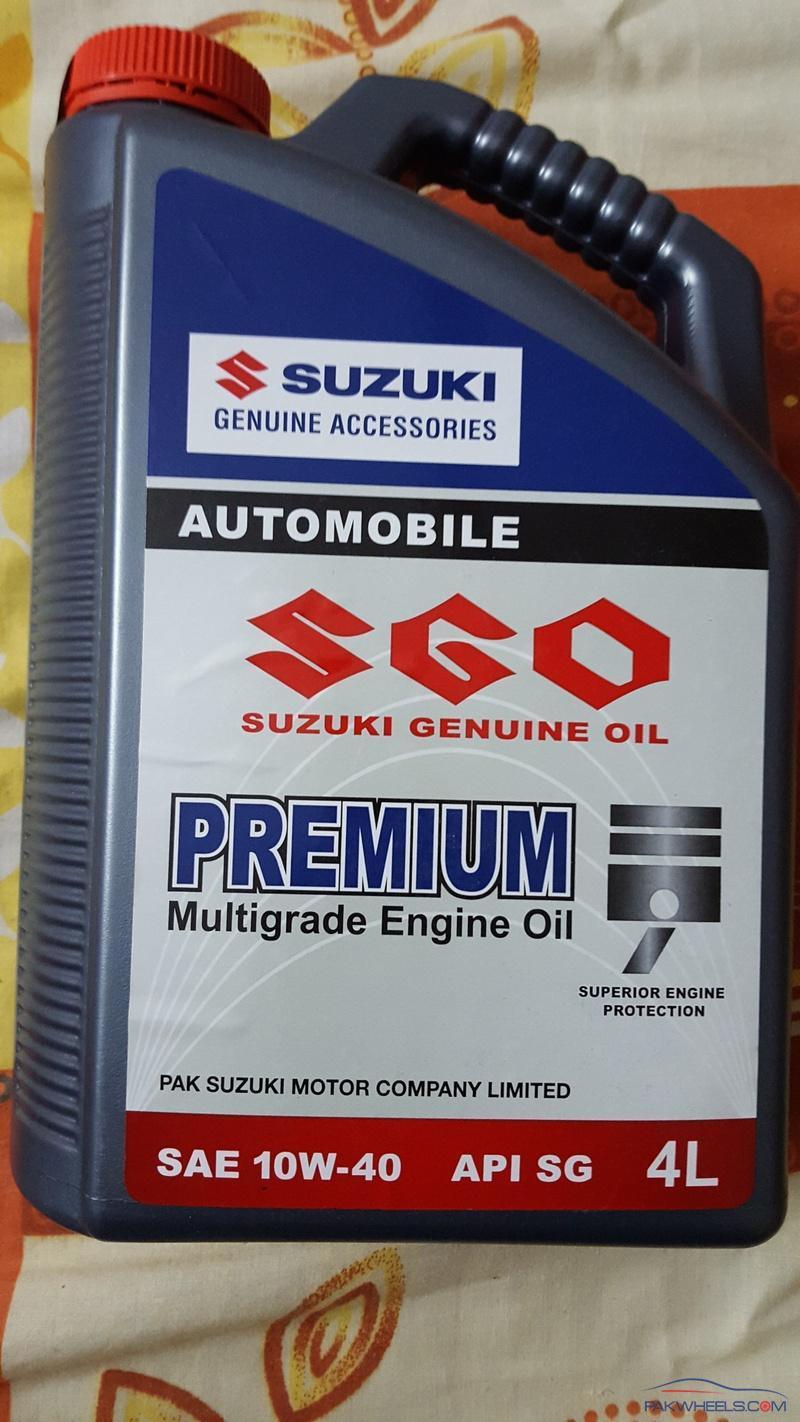 SUZUKI
GENUINE ACCESSORIES
AUTOMOBILE
SGO
SUZUKI GENUINE OIL
PREMIUM
Multigrade Engine Oil
SUPERIOR ENGINE
PROTECTION
PAK SUZUKI MOTOR COMPANY LIMITED
SAE 10W-40 API SG 4L
PAKWHEELS.COM